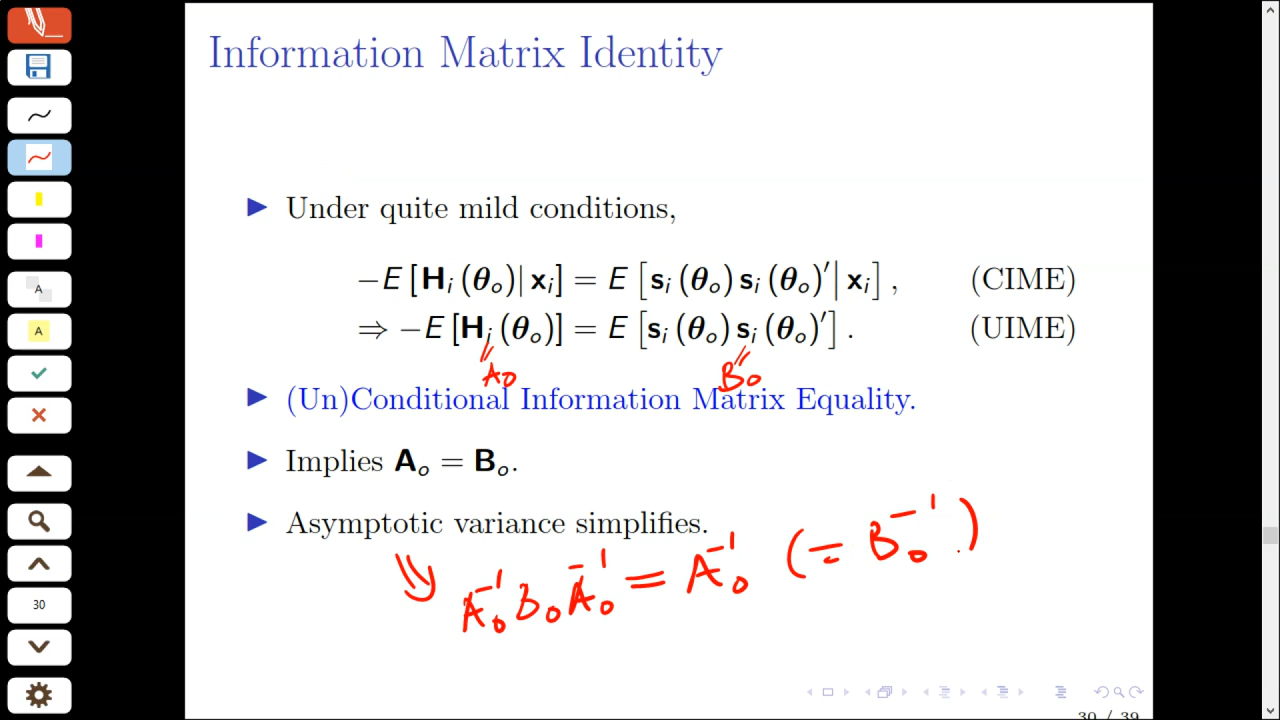 Information Matrix Identity
▶ Under quite mild conditions,
−E [H_i (θ_o)| x_i] = E [s_i (θ_o) s_i (θ_o)′| x_i] , (CIME)
⇒ −E [H_i (θ_o)] = E [s_i (θ_o) s_i (θ_o)′] . (UIME)
= A_o = B_o
▶ (Un)Conditional Information Matrix Equality.
▶ Implies A_o = B_o.
▶ Asymptotic variance simplifies.
⇒ A_o^{-1} B_o A_o^{-1} = A_o^{-1} (= B_o^{-1})
A
A
30
30 / 39